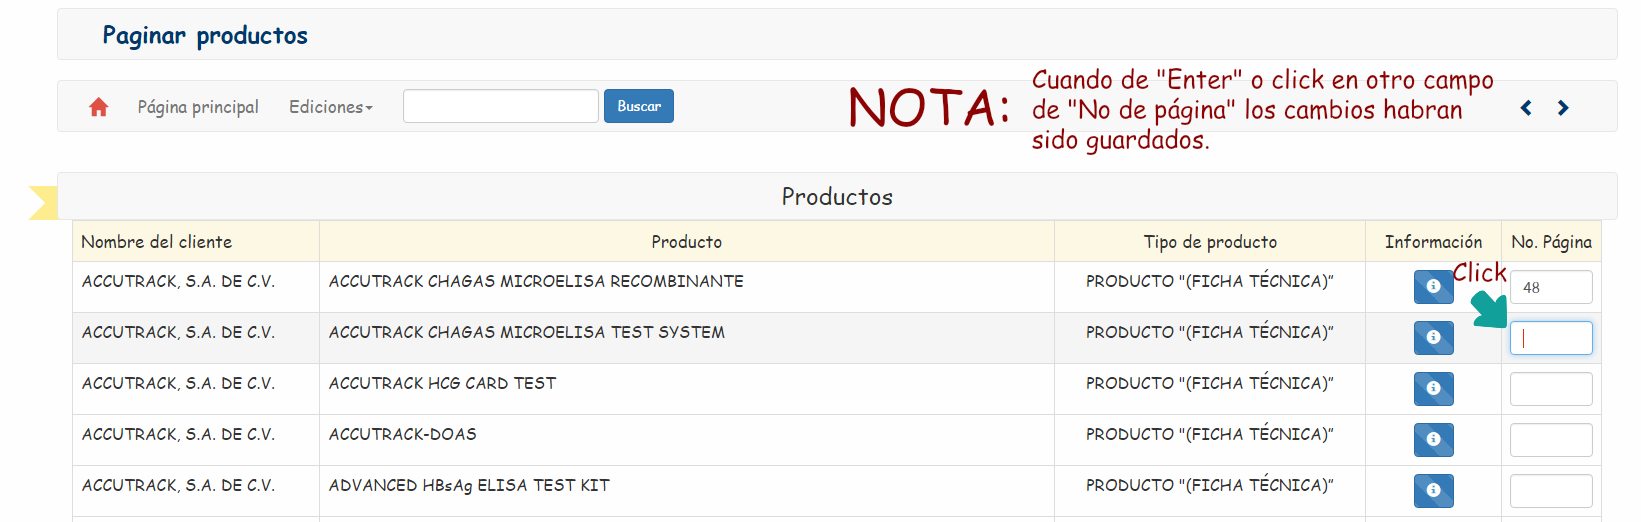 Paginar productos
Página principal Ediciones Buscar
NOTA:
Cuando de "Enter" o click en otro campo
de "No de página" los cambios habran
sido guardados.
Productos
Nombre del cliente Producto Tipo de producto Información No. Página
Click
ACCUTRACK, S.A. DE C.V. ACCUTRACK CHAGAS MICROELISA RECOMBINANTE PRODUCTO "(FICHA TÉCNICA)" 48
ACCUTRACK, S.A. DE C.V. ACCUTRACK CHAGAS MICROELISA TEST SYSTEM PRODUCTO "(FICHA TÉCNICA)"
ACCUTRACK, S.A. DE C.V. ACCUTRACK HCG CARD TEST PRODUCTO "(FICHA TÉCNICA)"
ACCUTRACK, S.A. DE C.V. ACCUTRACK-DOAS PRODUCTO "(FICHA TÉCNICA)"
ACCUTRACK, S.A. DE C.V. ADVANCED HBsAg ELISA TEST KIT PRODUCTO "(FICHA TÉCNICA)"